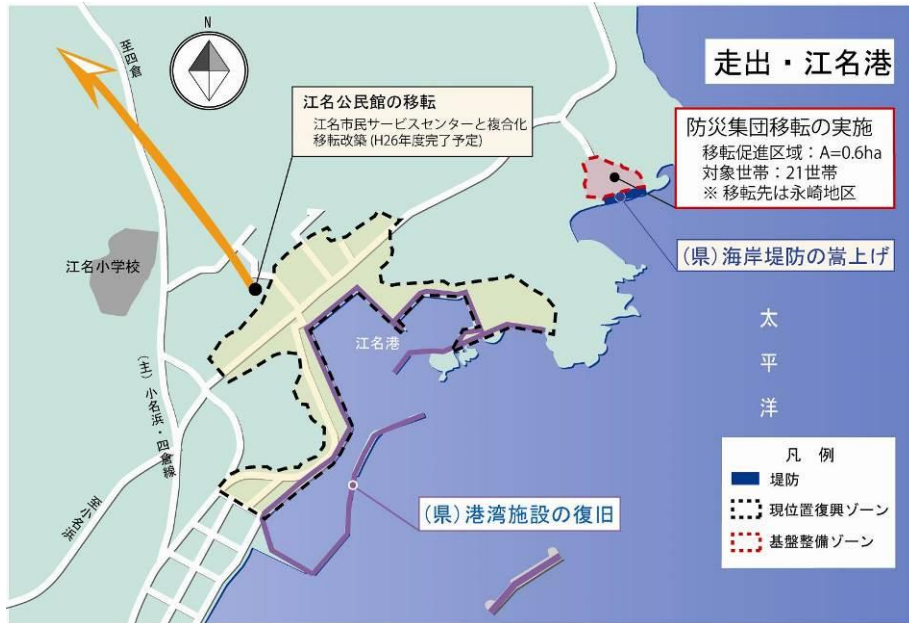 N
走出・江名港
至四倉
江名公民館の移転
江名市民サービスセンターと複合化
移転改築(H26年度完了予定)
防災集団移転の実施
移転促進区域:A=0.6ha
対象世帯:21世帯
※ 移転先は永崎地区
(県)海岸堤防の嵩上げ
江名小学校
江名港
太平洋
(主)小名浜・四倉線
至小名浜
(県)港湾施設の復旧
凡 例
堤防
現位置復興ゾーン
基盤整備ゾーン